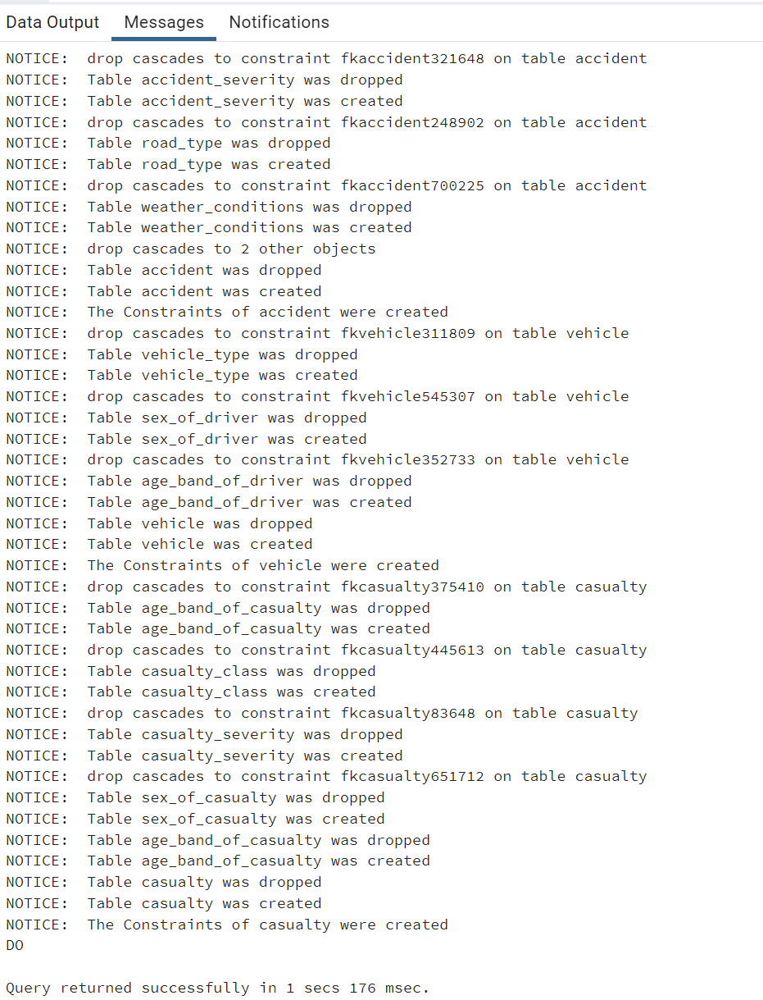 Data Output Messages Notifications
NOTICE:  drop cascades to constraint fkaccident321648 on table accident
NOTICE:  Table accident_severity was dropped
NOTICE:  Table accident_severity was created
NOTICE:  drop cascades to constraint fkaccident248902 on table accident
NOTICE:  Table road_type was dropped
NOTICE:  Table road_type was created
NOTICE:  drop cascades to constraint fkaccident700225 on table accident
NOTICE:  Table weather_conditions was dropped
NOTICE:  Table weather_conditions was created
NOTICE:  drop cascades to 2 other objects
NOTICE:  Table accident was dropped
NOTICE:  Table accident was created
NOTICE:  The Constraints of accident were created
NOTICE:  drop cascades to constraint fkvehicle311809 on table vehicle
NOTICE:  Table vehicle_type was dropped
NOTICE:  Table vehicle_type was created
NOTICE:  drop cascades to constraint fkvehicle545307 on table vehicle
NOTICE:  Table sex_of_driver was dropped
NOTICE:  Table sex_of_driver was created
NOTICE:  drop cascades to constraint fkvehicle352733 on table vehicle
NOTICE:  Table age_band_of_driver was dropped
NOTICE:  Table age_band_of_driver was created
NOTICE:  Table vehicle was dropped
NOTICE:  Table vehicle was created
NOTICE:  The Constraints of vehicle were created
NOTICE:  drop cascades to constraint fkcasualty375410 on table casualty
NOTICE:  Table age_band_of_casualty was dropped
NOTICE:  Table age_band_of_casualty was created
NOTICE:  drop cascades to constraint fkcasualty445613 on table casualty
NOTICE:  Table casualty_class was dropped
NOTICE:  Table casualty_class was created
NOTICE:  drop cascades to constraint fkcasualty83648 on table casualty
NOTICE:  Table casualty_severity was dropped
NOTICE:  Table casualty_severity was created
NOTICE:  drop cascades to constraint fkcasualty651712 on table casualty
NOTICE:  Table sex_of_casualty was dropped
NOTICE:  Table sex_of_casualty was created
NOTICE:  Table age_band_of_casualty was dropped
NOTICE:  Table age_band_of_casualty was created
NOTICE:  Table casualty was dropped
NOTICE:  Table casualty was created
NOTICE:  The Constraints of casualty were created
DO
Query returned successfully in 1 secs 176 msec.